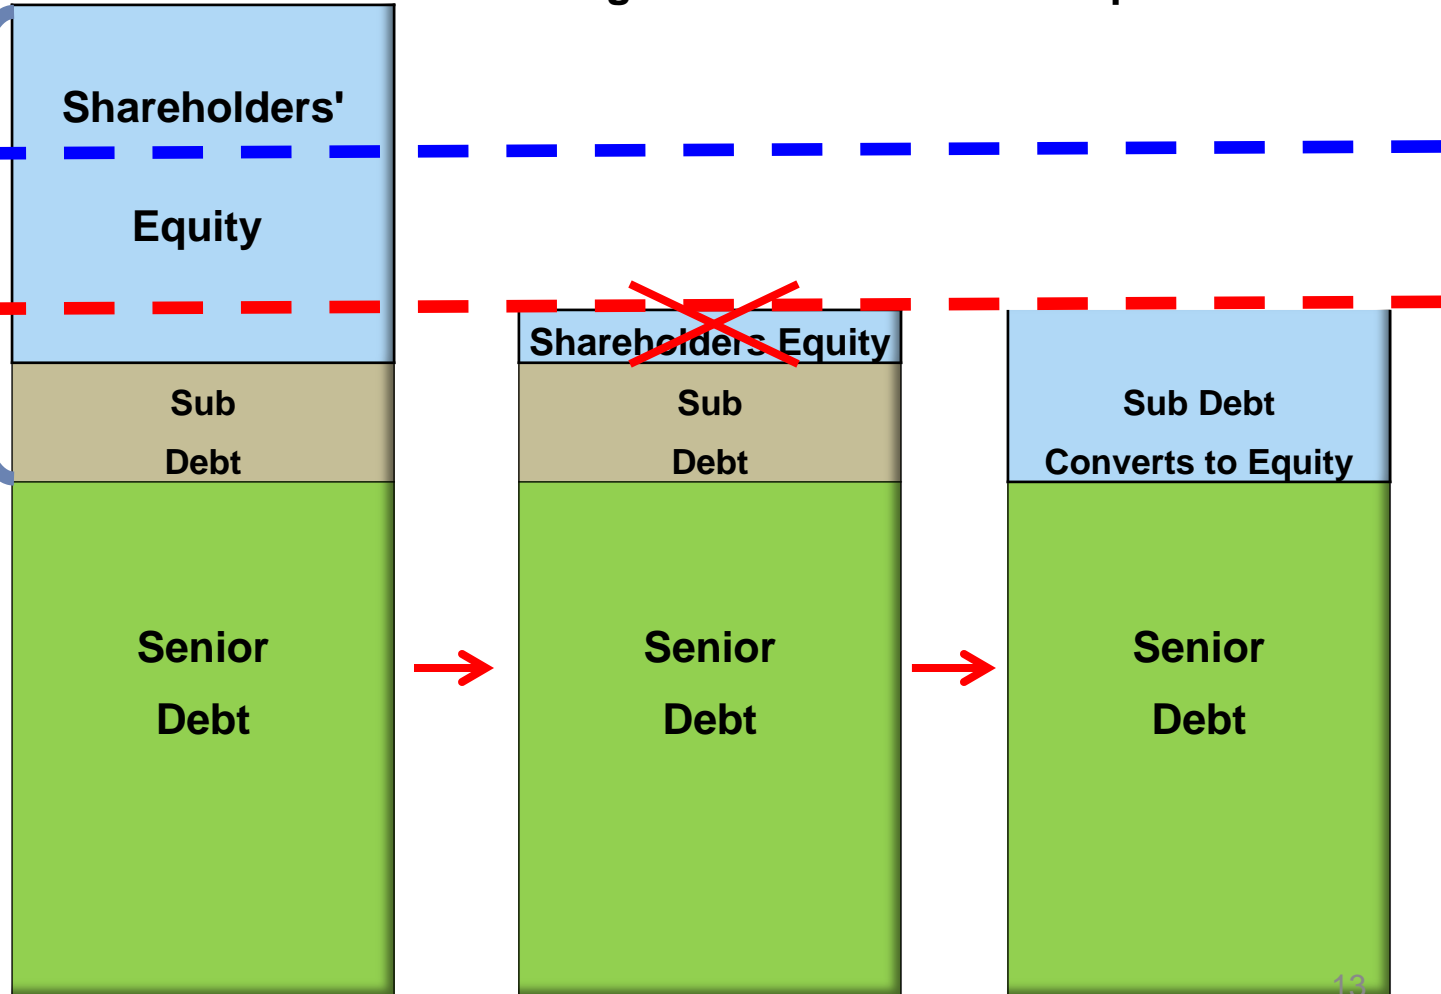 Shareholders'
Equity
Sub
Debt
Senior
Debt
Shareholders Equity
Sub
Debt
Senior
Debt
Sub Debt
Converts to Equity
Senior
Debt
13